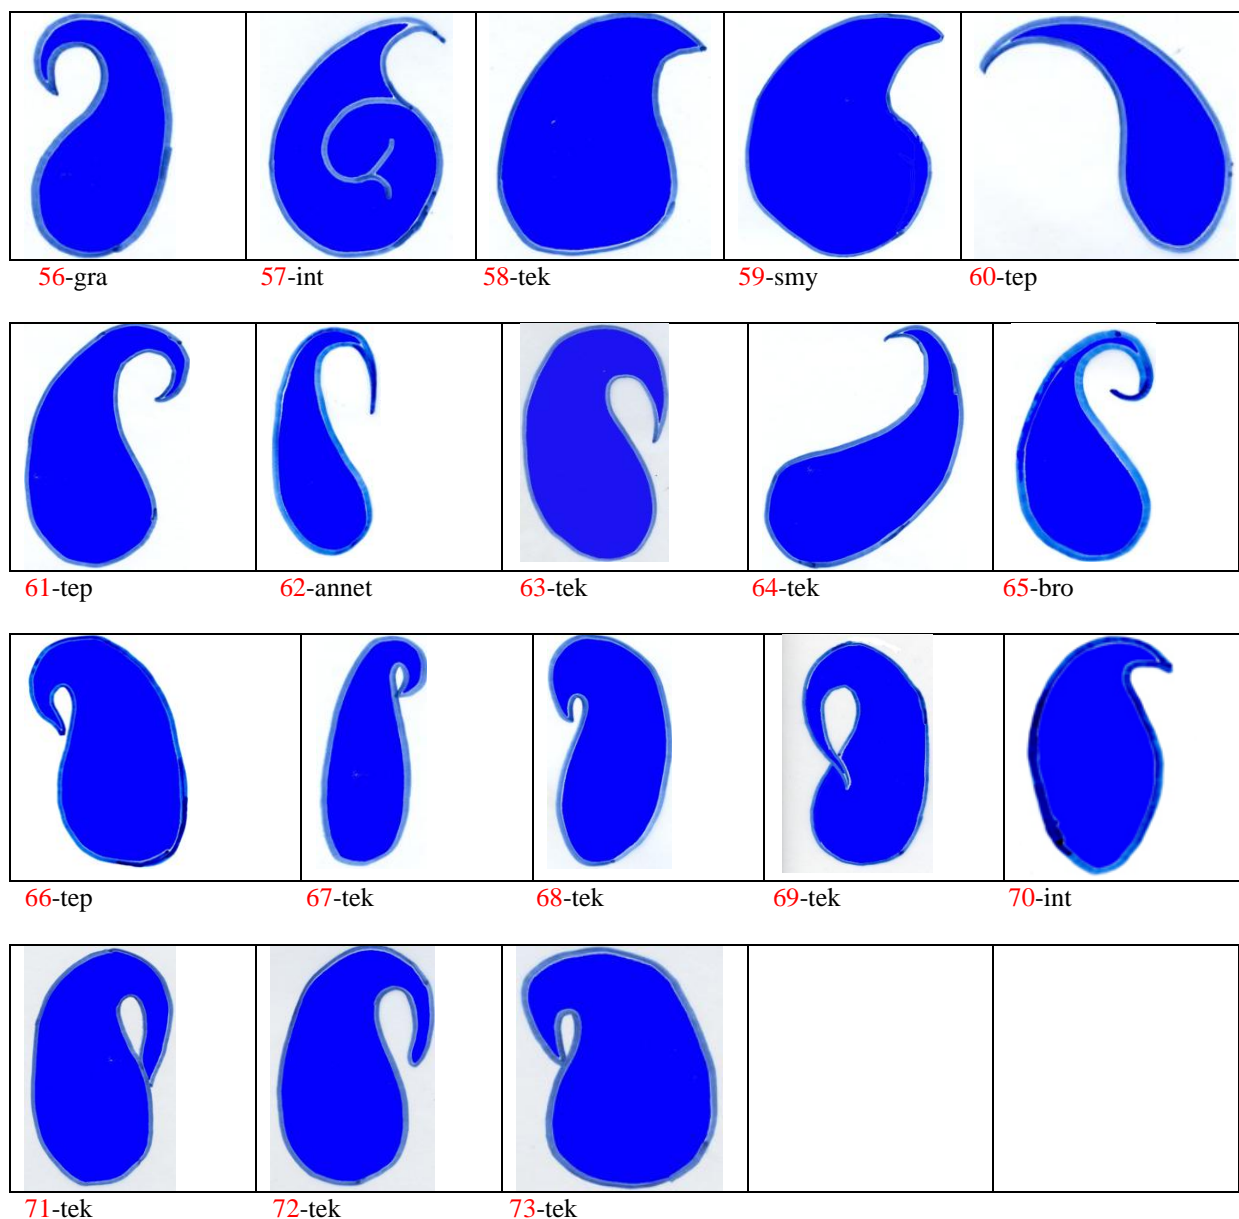 56-gra 57-int 58-tek 59-smy 60-tep
61-tep 62-annet 63-tek 64-tek 65-bro
66-tep 67-tek 68-tek 69-tek 70-int
71-tek 72-tek 73-tek